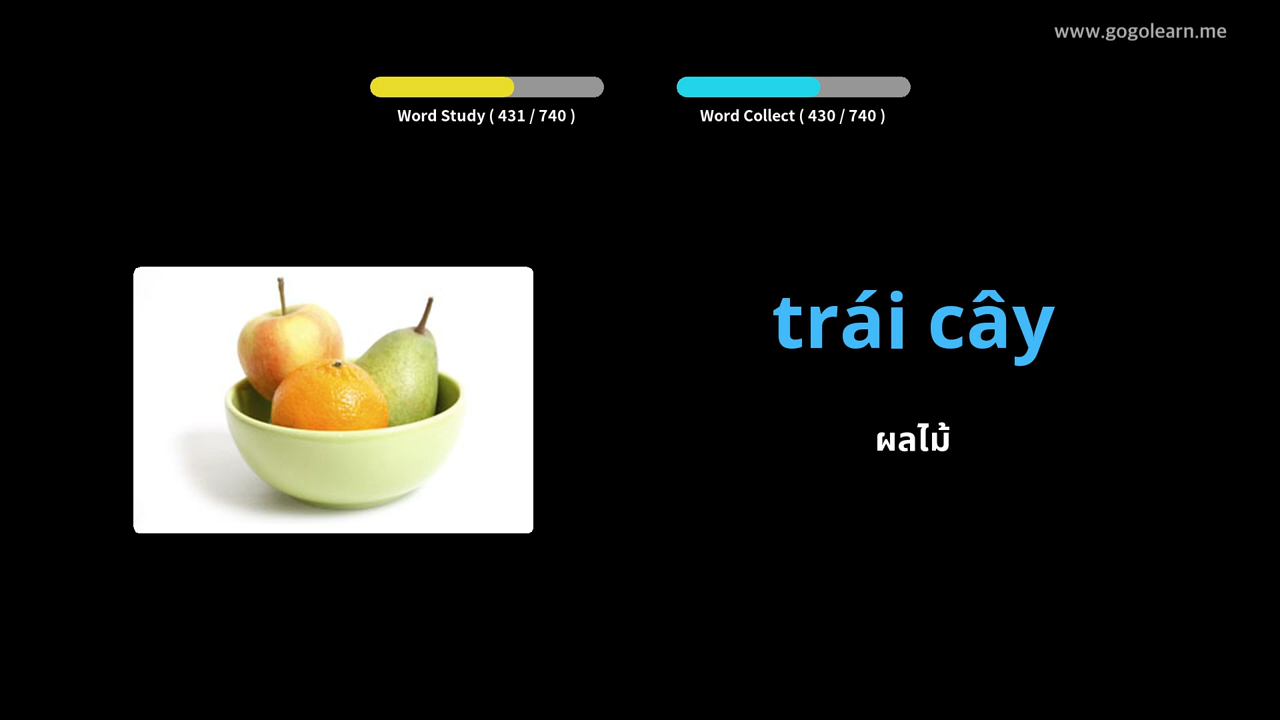 www.gogolearn.me
Word Study ( 431 / 740 )
Word Collect ( 430 / 740 )
trái cây
ผลไม้